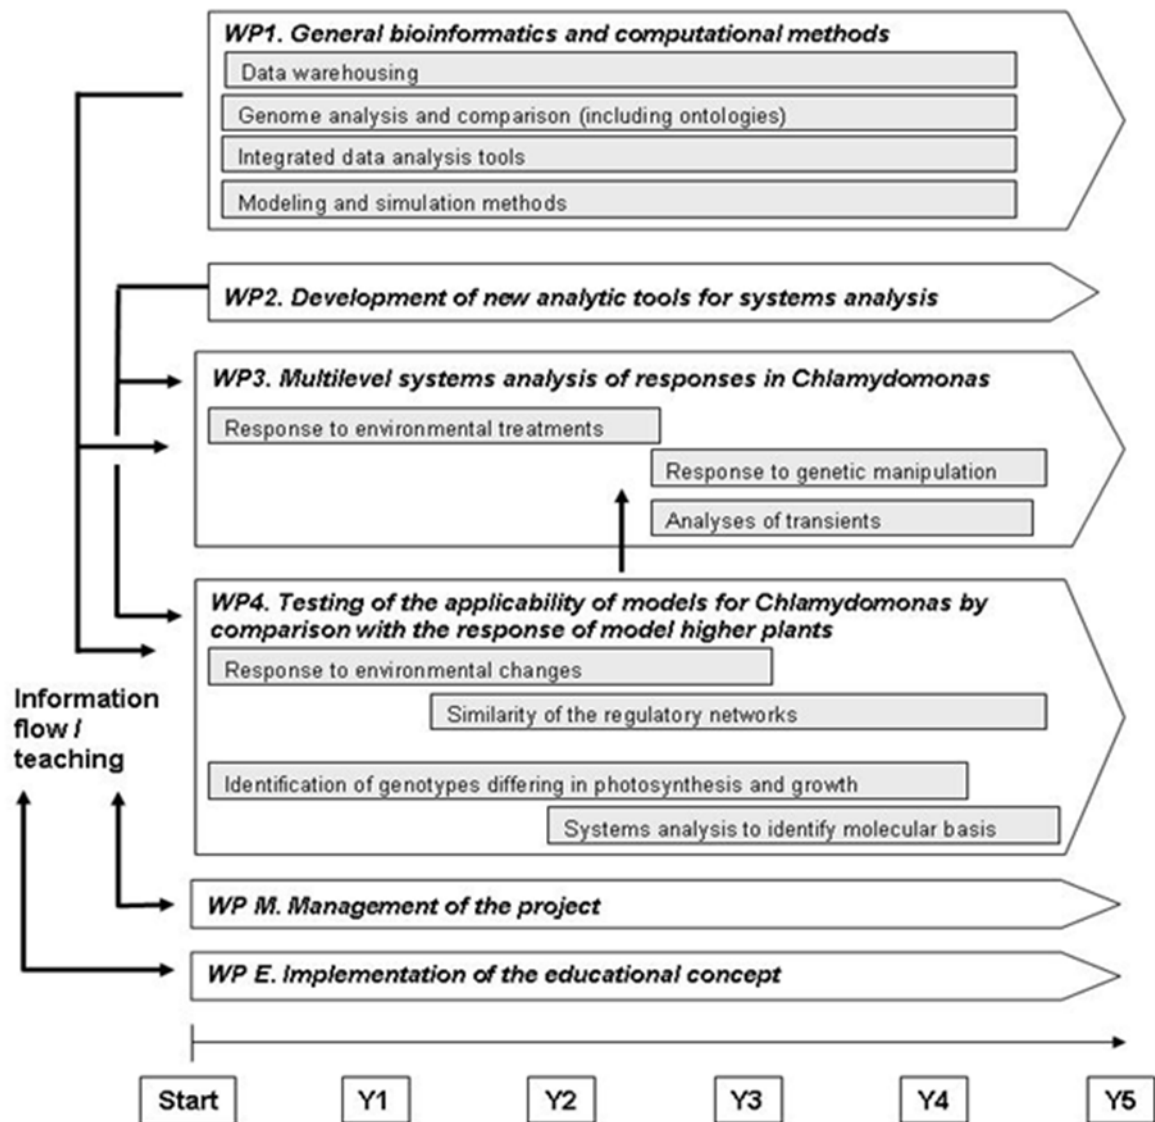 WP1. General bioinformatics and computational methods
Data warehousing
Genome analysis and comparison (including ontologies)
Integrated data analysis tools
Modeling and simulation methods
WP2. Development of new analytic tools for systems analysis
WP3. Multilevel systems analysis of responses in Chlamydomonas
Response to environmental treatments
Response to genetic manipulation
Analyses of transients
WP4. Testing of the applicability of models for Chlamydomonas by
comparison with the response of model higher plants
Response to environmental changes
Similarity of the regulatory networks
Identification of genotypes differing in photosynthesis and growth
Systems analysis to identify molecular basis
Information
flow /
teaching
WP M. Management of the project
WP E. Implementation of the educational concept
Start Y1 Y2 Y3 Y4 Y5